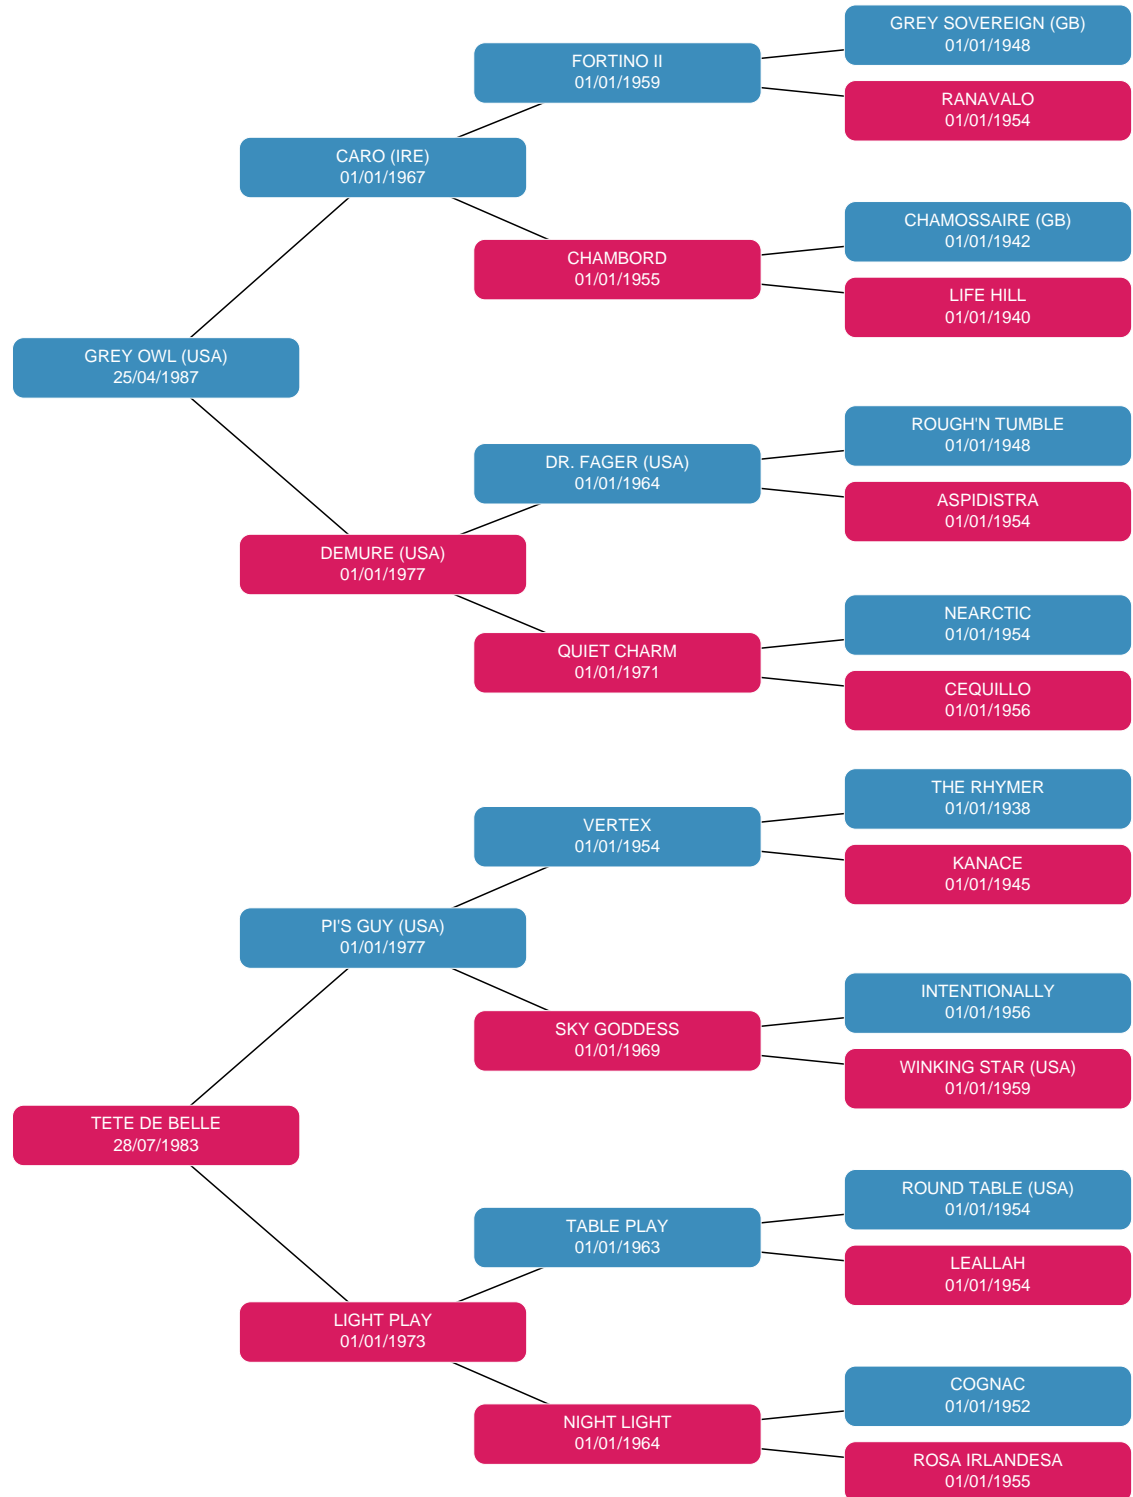 GREY SOVEREIGN (GB)
01/01/1948
FORTINO II
01/01/1959
RANAVALO
01/01/1954
CARO (IRE)
01/01/1967
CHAMOSSAIRE (GB)
01/01/1942
CHAMBORD
01/01/1955
LIFE HILL
01/01/1940
GREY OWL (USA)
25/04/1987
ROUGH'N TUMBLE
01/01/1948
DR. FAGER (USA)
01/01/1964
ASPIDISTRA
01/01/1954
DEMURE (USA)
01/01/1977
NEARCTIC
01/01/1954
QUIET CHARM
01/01/1971
CEQUILLO
01/01/1956
THE RHYMER
01/01/1938
VERTEX
01/01/1954
KANACE
01/01/1945
PI'S GUY (USA)
01/01/1977
INTENTIONALLY
01/01/1956
SKY GODDESS
01/01/1969
WINKING STAR (USA)
01/01/1959
TETE DE BELLE
28/07/1983
ROUND TABLE (USA)
01/01/1954
TABLE PLAY
01/01/1963
LEALLAH
01/01/1954
LIGHT PLAY
01/01/1973
COGNAC
01/01/1952
NIGHT LIGHT
01/01/1964
ROSA IRLANDESA
01/01/1955